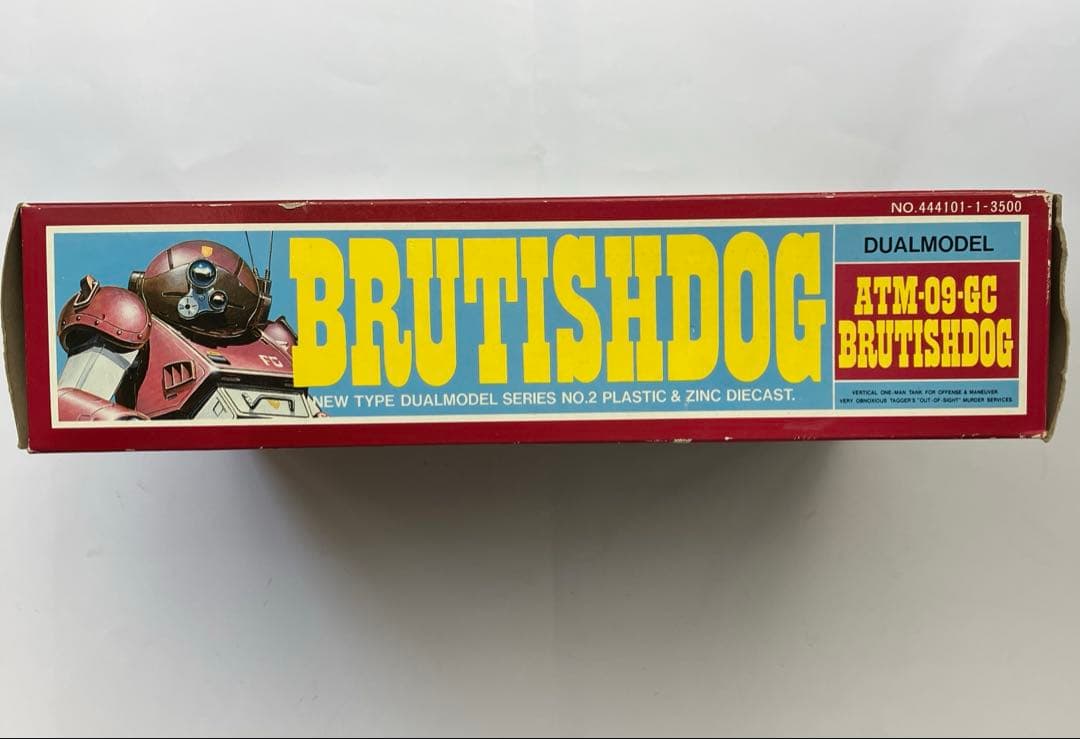 NO.444101-1-3500
BRUTISHDOG
NEW TYPE DUALMODEL SERIES NO.2 PLASTIC & ZINC DIECAST.
DUALMODEL
ATM-09-GC
BRUTISHDOG
VERTICAL ONE-MAN TANK FOR OFFENSE & MANEUVER
VERY OBNOXIOUS TAGGER'S "OUT-OF-SIGHT" MURDER SERVICES